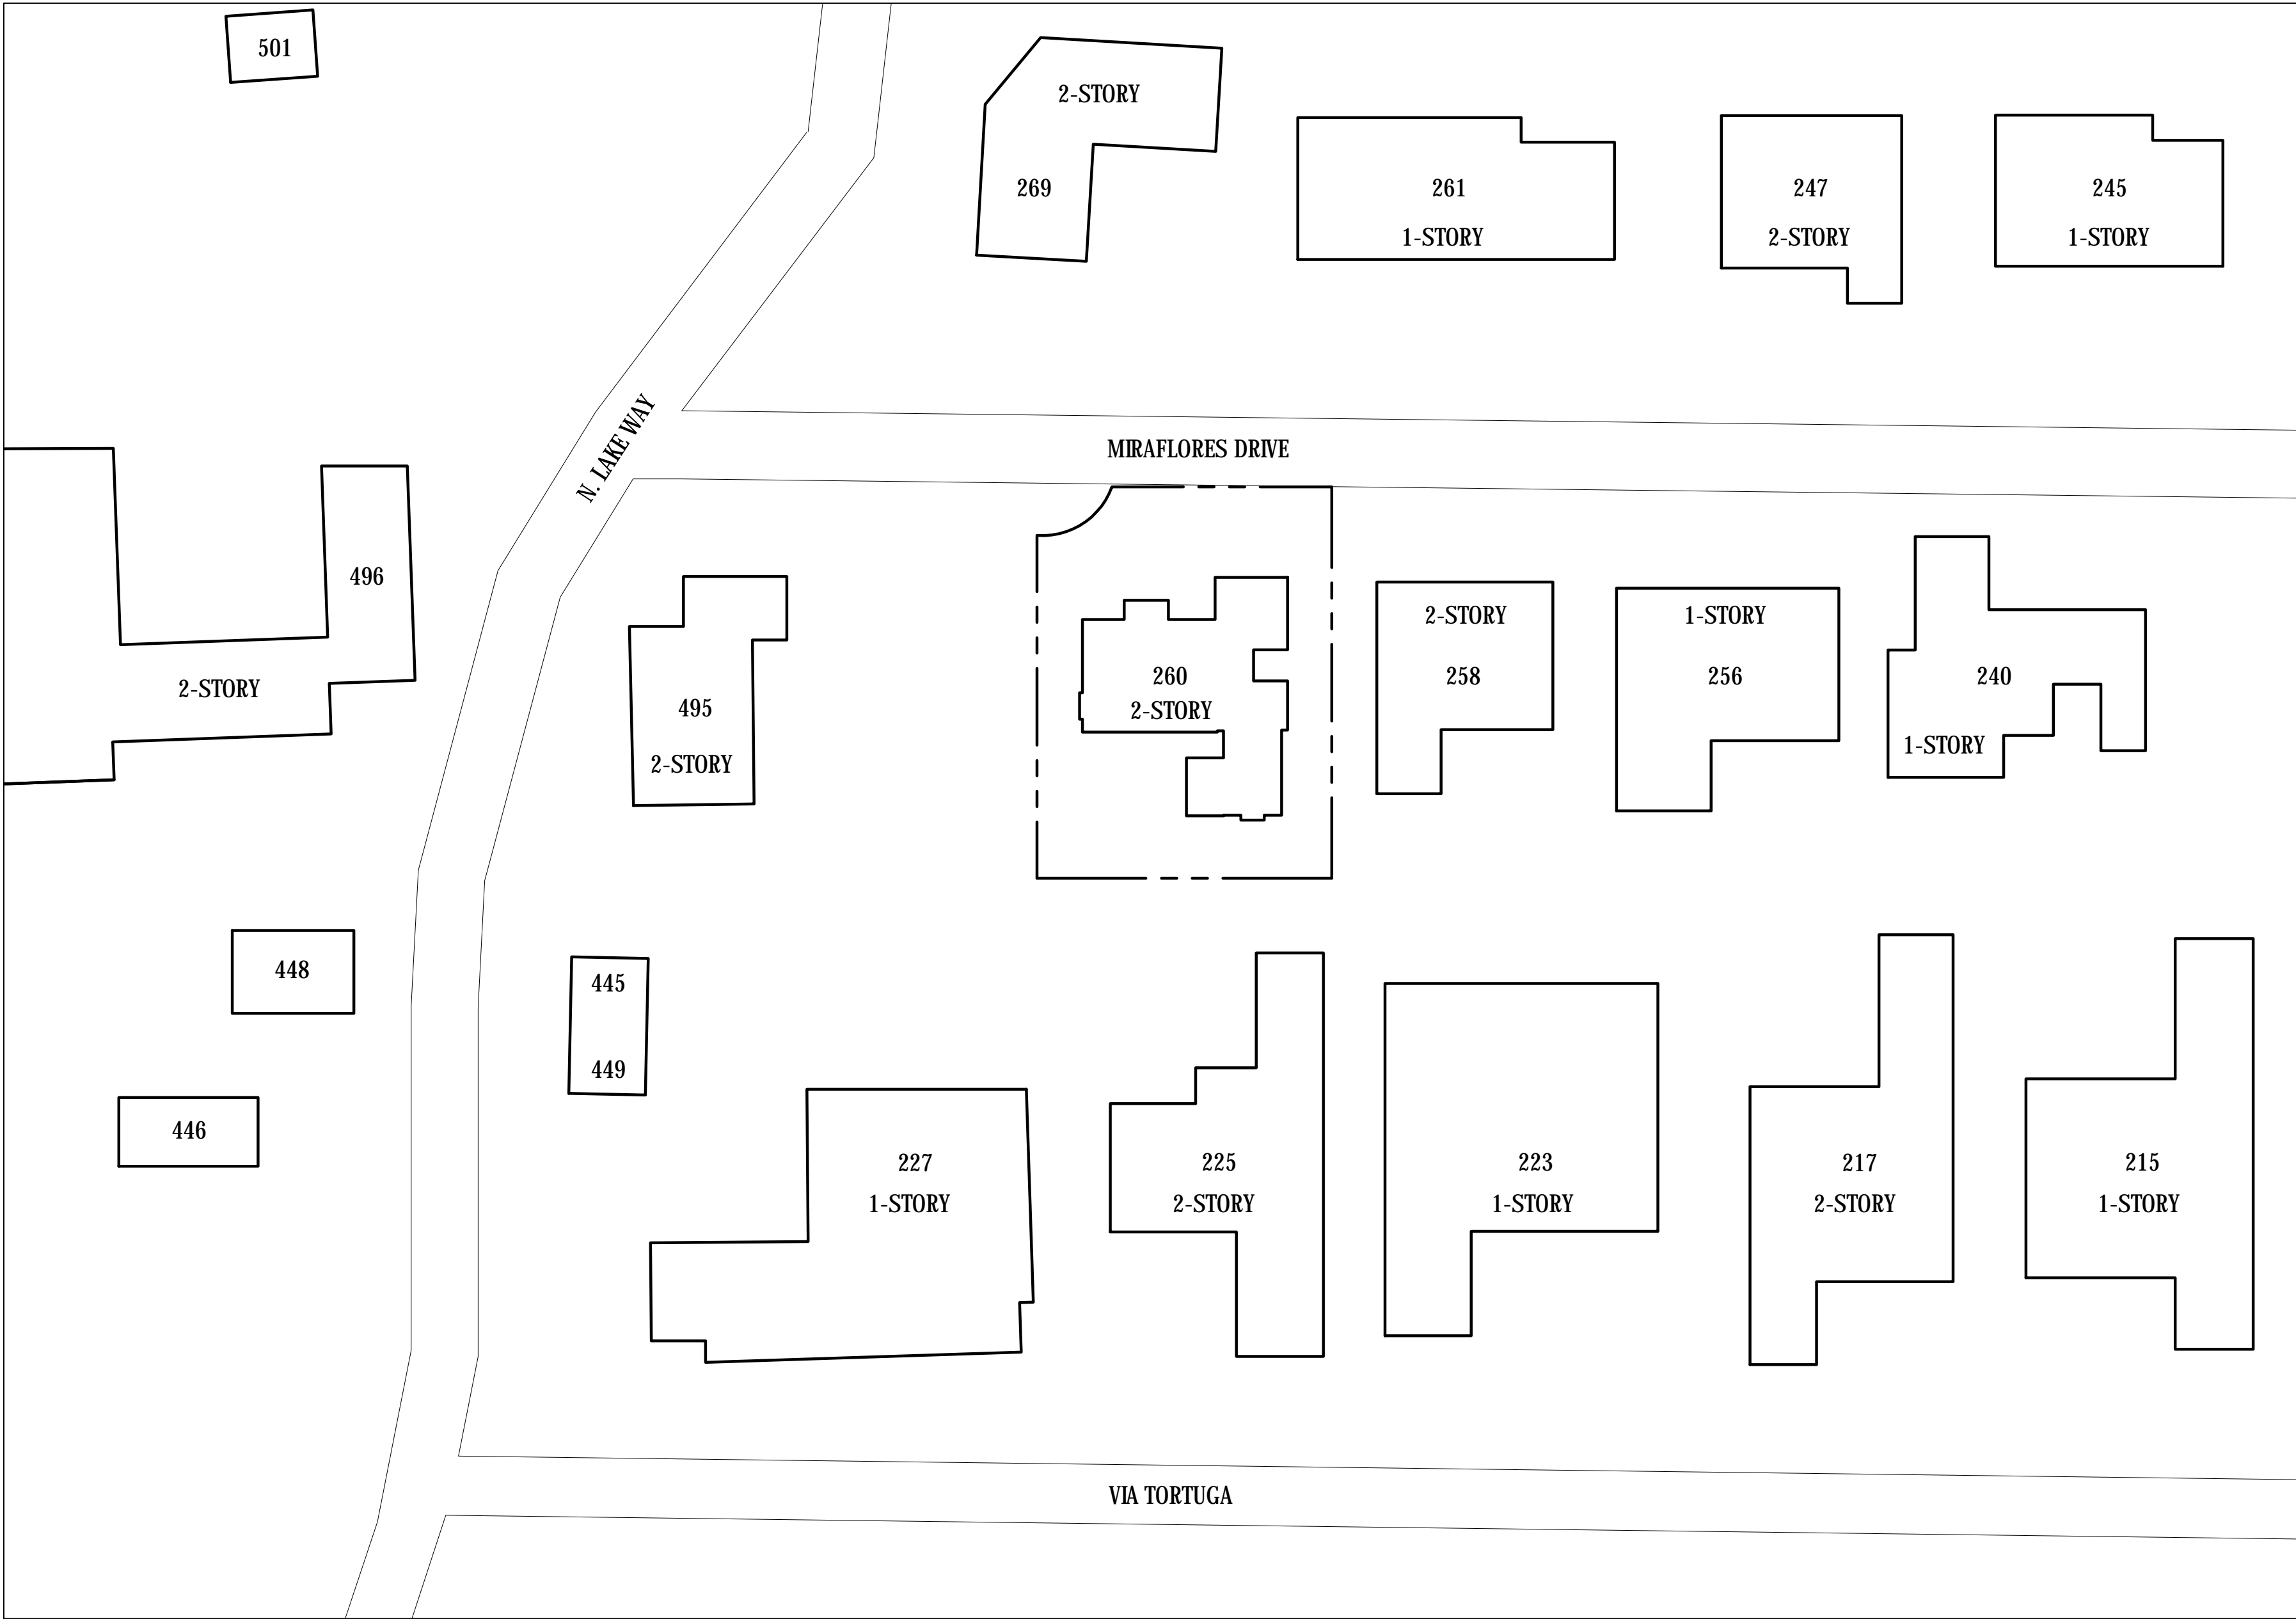 501
2-STORY
269
261
1-STORY
247
2-STORY
245
1-STORY
N. LAKE WAY
MIRAFLORES DRIVE
496
2-STORY
495
2-STORY
260
2-STORY
2-STORY
258
1-STORY
256
240
1-STORY
448
446
445
449
227
1-STORY
225
2-STORY
223
1-STORY
217
2-STORY
215
1-STORY
VIA TORTUGA